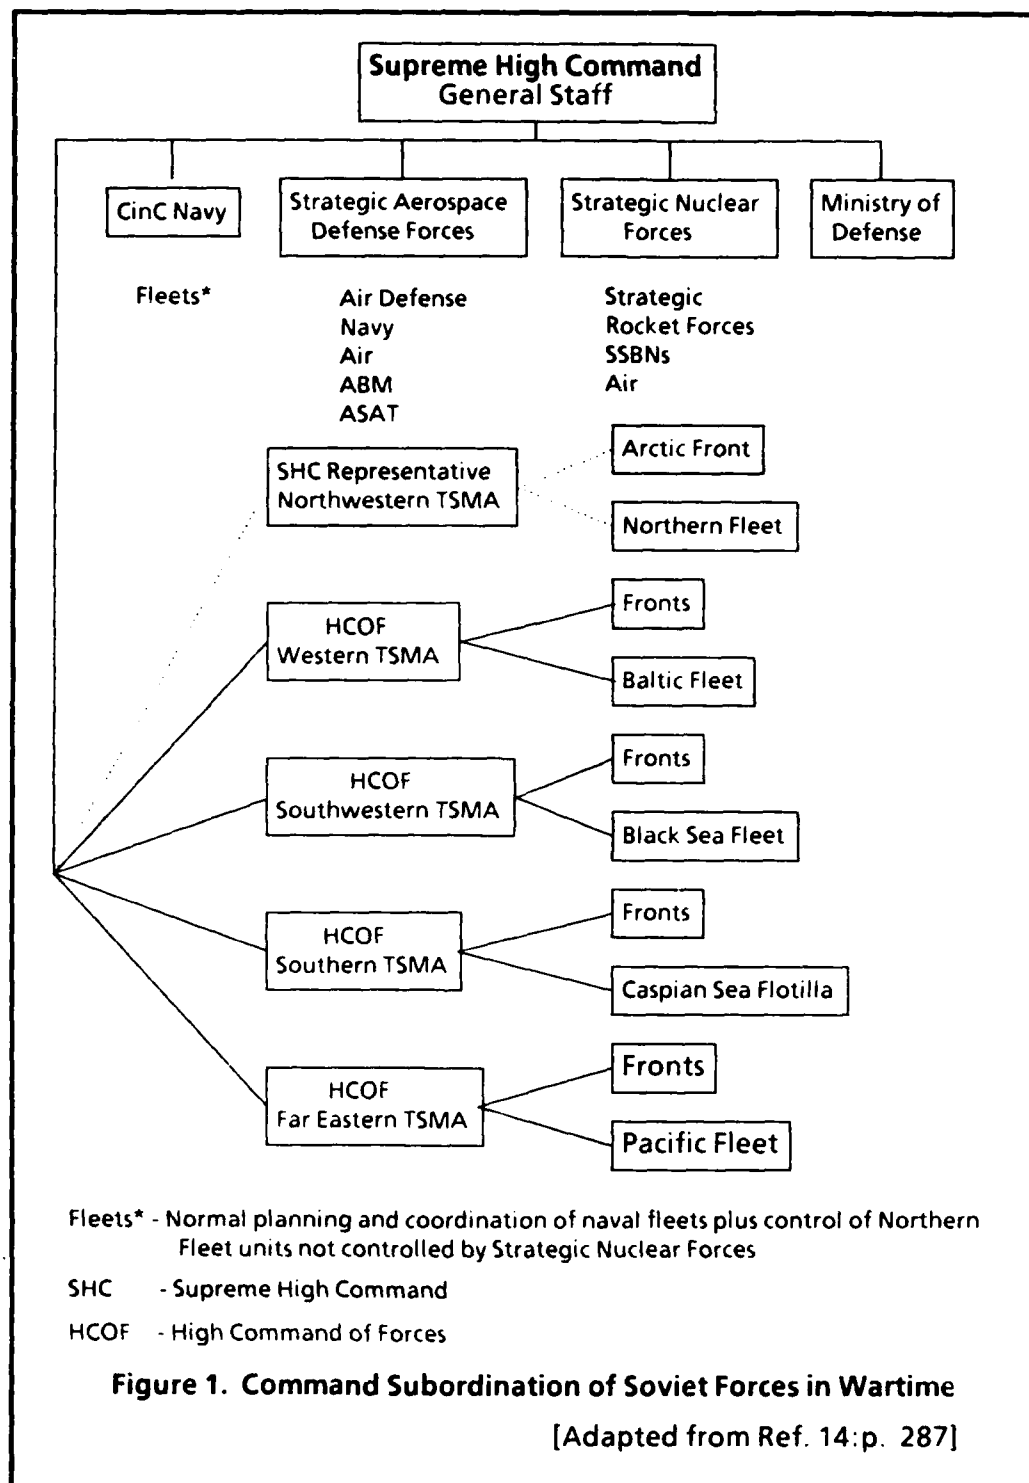 Supreme High Command
General Staff
CinC Navy
Strategic Aerospace
Defense Forces
Strategic Nuclear
Forces
Ministry of
Defense
Fleets*
Air Defense
Navy
Air
ABM
ASAT
Strategic
Rocket Forces
SSBNs
Air
SHC Representative
Northwestern TSMA
Arctic Front
Northern Fleet
HCOF
Western TSMA
Fronts
Baltic Fleet
HCOF
Southwestern TSMA
Fronts
Black Sea Fleet
HCOF
Southern TSMA
Fronts
Caspian Sea Flotilla
HCOF
Far Eastern TSMA
Fronts
Pacific Fleet
Fleets* - Normal planning and coordination of naval fleets plus control of Northern
Fleet units not controlled by Strategic Nuclear Forces
SHC - Supreme High Command
HCOF - High Command of Forces
Figure 1. Command Subordination of Soviet Forces in Wartime
[Adapted from Ref. 14:p. 287]